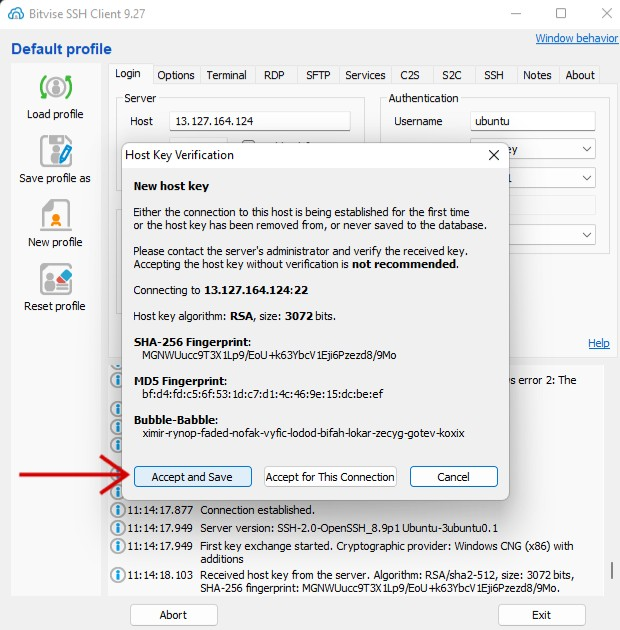 Bitvise SSH Client 9.27
Default profile
Window behavior
Load profile
Save profile as
New profile
Reset profile
Login Options Terminal RDP SFTP Services C2S S2C SSH Notes About
Server
Host 13.127.164.124
Authentication
Username ubuntu
Host Key Verification
New host key
Either the connection to this host is being established for the first time
or the host key has been removed from, or never saved to the database.
Please contact the server's administrator and verify the received key.
Accepting the host key without verification is not recommended.
Connecting to 13.127.164.124:22
Host key algorithm: RSA, size: 3072 bits.
SHA-256 Fingerprint:
MGNWUucc9T3X1Lp9/EoU+k63YbcV1Eji6Pzezd8/9Mo
MD5 Fingerprint:
bf:d4:fd:c5:6f:53:1d:c7:d1:4c:46:9e:15:dc:be:ef
Bubble-Babble:
ximir-rynop-faded-nofak-vyfic-lodod-bifah-lokar-zecyg-gotev-koxix
Accept and Save
Accept for This Connection
Cancel
Help
error 2: The
11:14:17.877 Connection established.
11:14:17.949 Server version: SSH-2.0-OpenSSH_8.9p1 Ubuntu-3ubuntu0.1
11:14:17.949 First key exchange started. Cryptographic provider: Windows CNG (x86) with
additions
11:14:18.103 Received host key from the server. Algorithm: RSA/sha2-512, size: 3072 bits,
SHA-256 fingerprint: MGNWUucc9T3X1Lp9/EoU+k63YbcV1Eji6Pzezd8/9Mo.
Abort
Exit